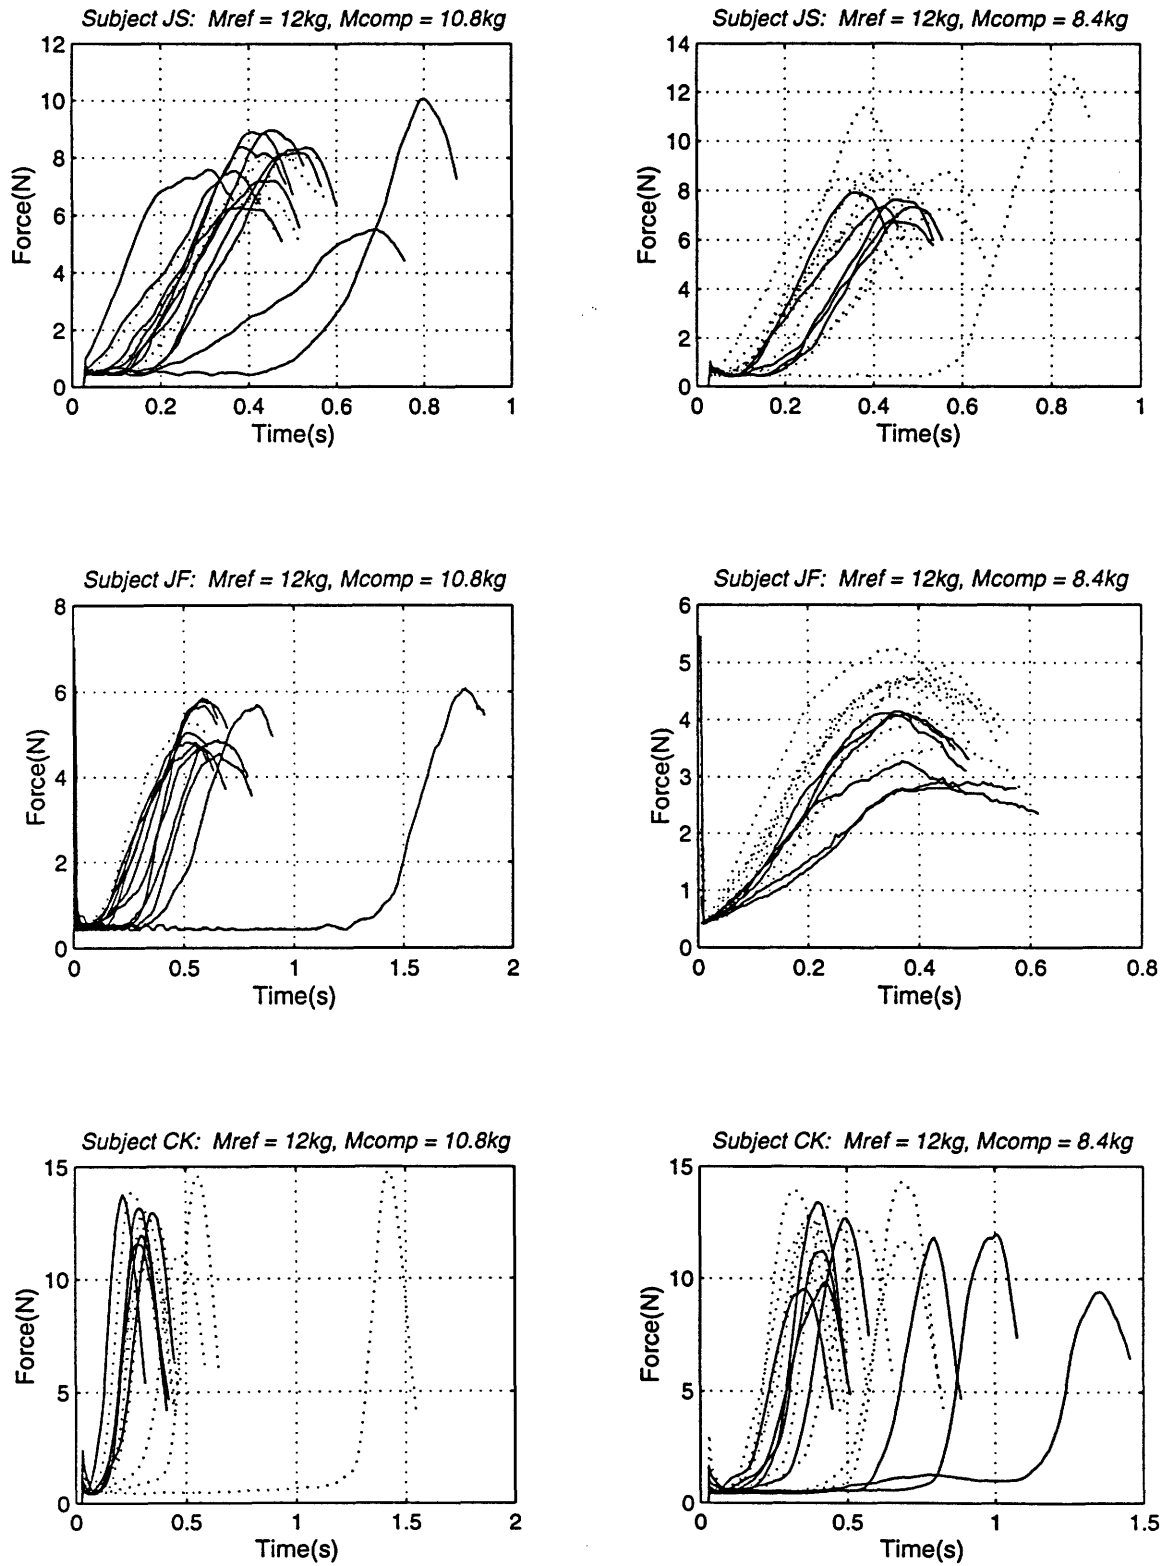 Subject JS: Mref = 12kg, Mcomp = 10.8kg
12
10
8
6
4
2
0
Force(N)
0 0.2 0.4 0.6 0.8 1
Time(s)
Subject JS: Mref = 12kg, Mcomp = 8.4kg
14
12
10
8
6
4
2
0
Force(N)
0 0.2 0.4 0.6 0.8 1
Time(s)
Subject JF: Mref = 12kg, Mcomp = 10.8kg
8
6
4
2
0
Force(N)
0 0.5 1 1.5 2
Time(s)
Subject JF: Mref = 12kg, Mcomp = 8.4kg
6
5
4
3
2
1
0
Force(N)
0 0.2 0.4 0.6 0.8
Time(s)
Subject CK: Mref = 12kg, Mcomp = 10.8kg
15
10
5
0
Force(N)
0 0.5 1 1.5 2
Time(s)
Subject CK: Mref = 12kg, Mcomp = 8.4kg
15
10
5
0
Force(N)
0 0.5 1 1.5
Time(s)